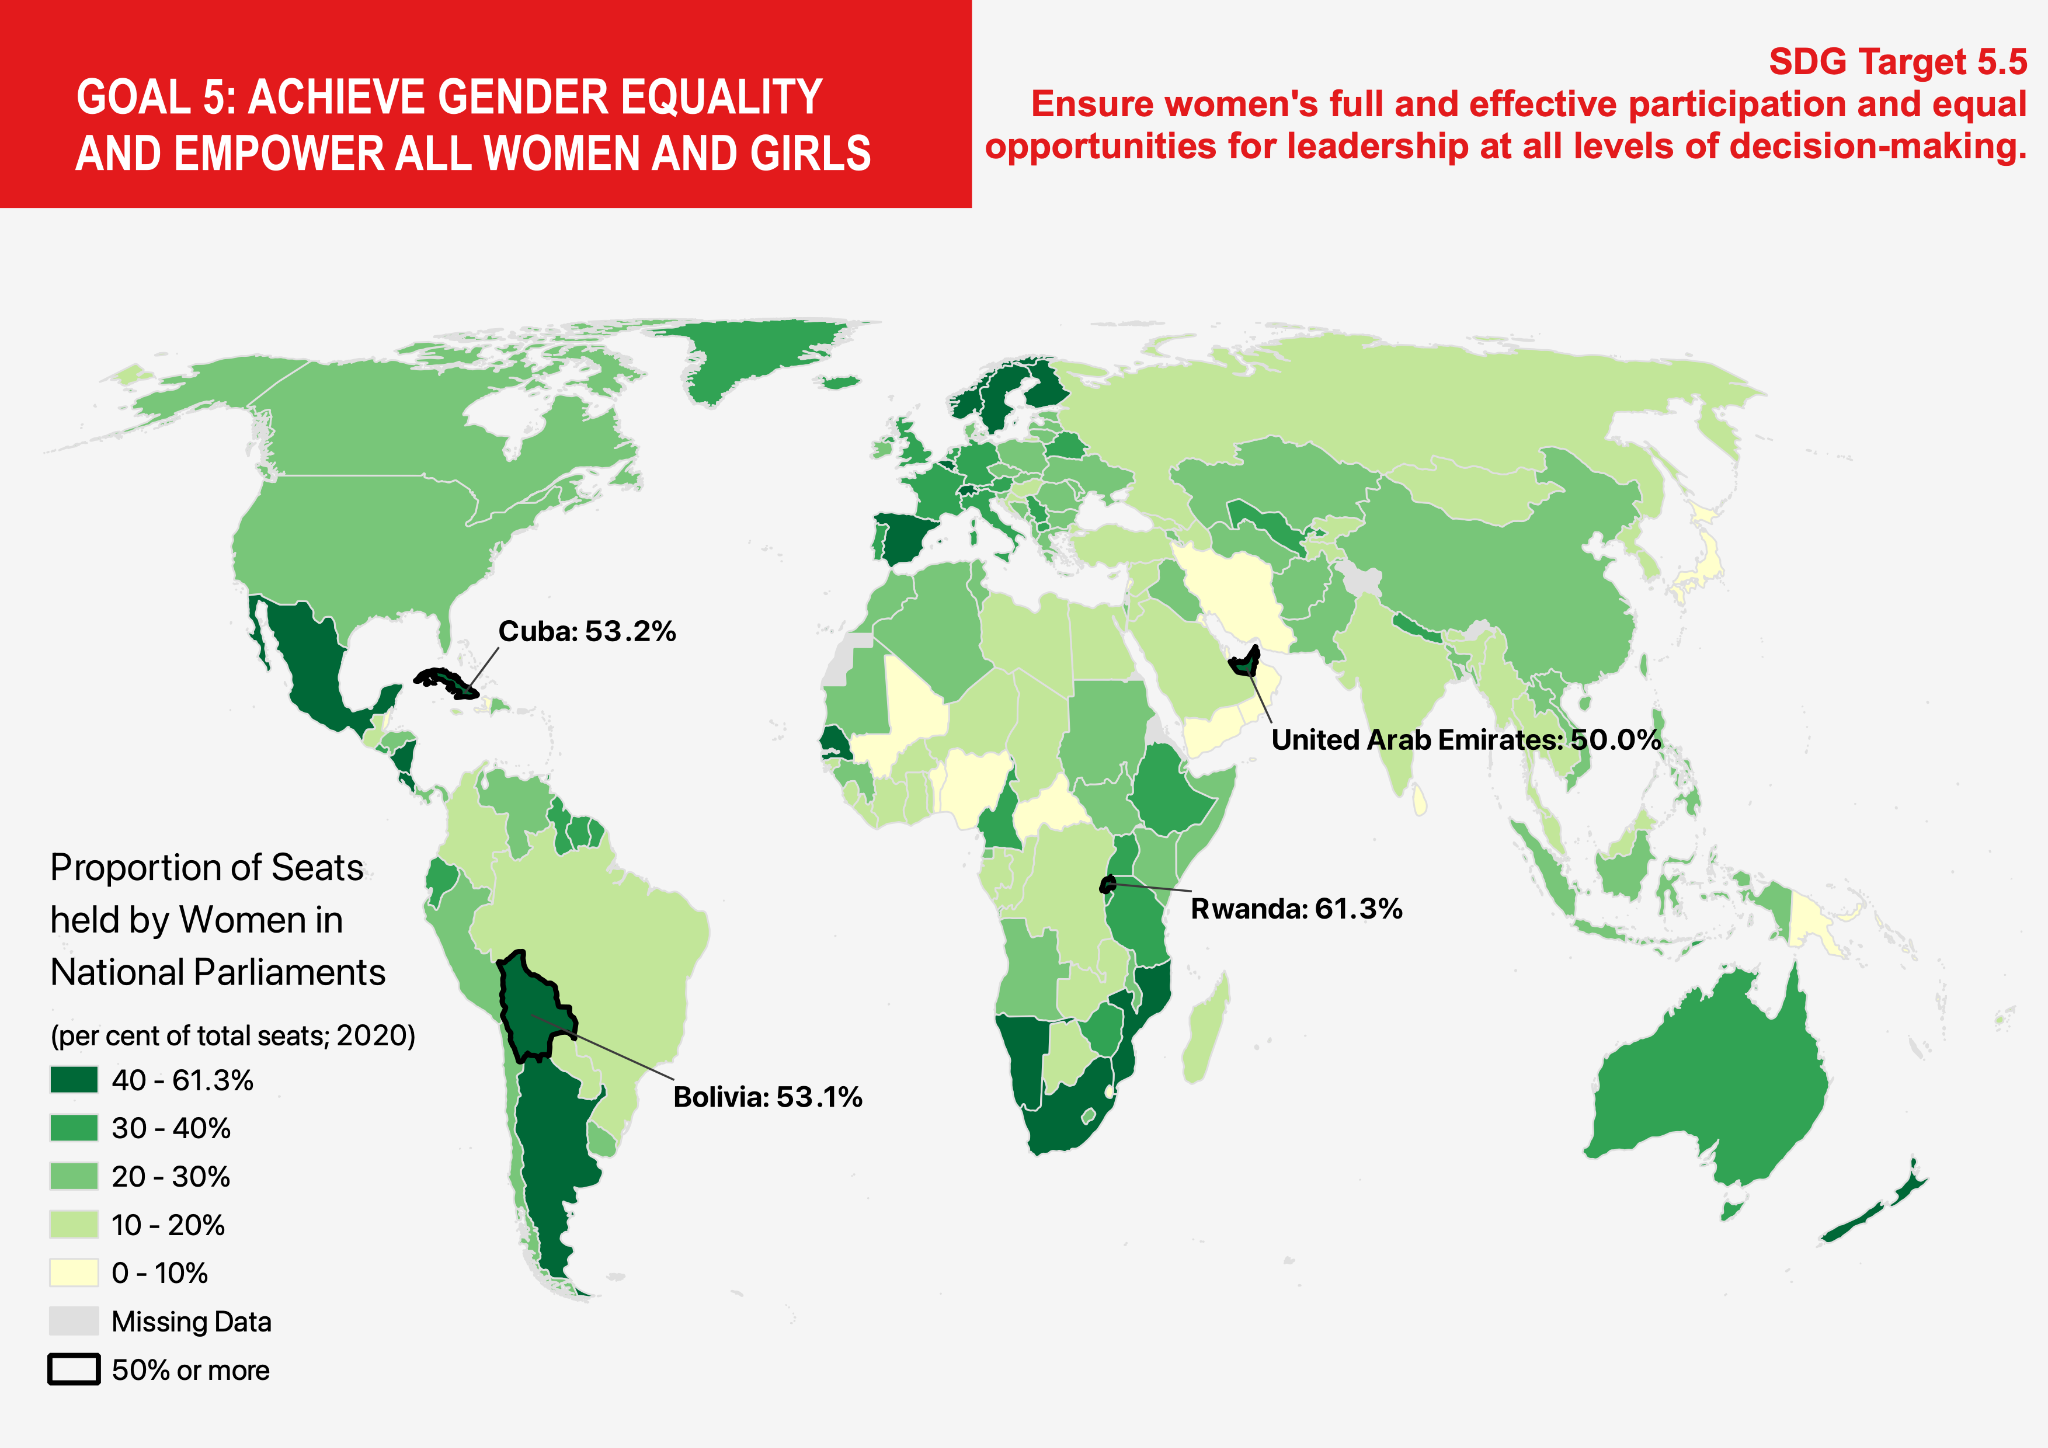 GOAL 5: ACHIEVE GENDER EQUALITY
AND EMPOWER ALL WOMEN AND GIRLS
SDG Target 5.5
Ensure women's full and effective participation and equal
opportunities for leadership at all levels of decision-making.
Cuba: 53.2%
United Arab Emirates: 50.0%
Rwanda: 61.3%
Bolivia: 53.1%
Proportion of Seats
held by Women in
National Parliaments
(per cent of total seats; 2020)
40 - 61.3%
30 - 40%
20 - 30%
10 - 20%
0 - 10%
Missing Data
50% or more